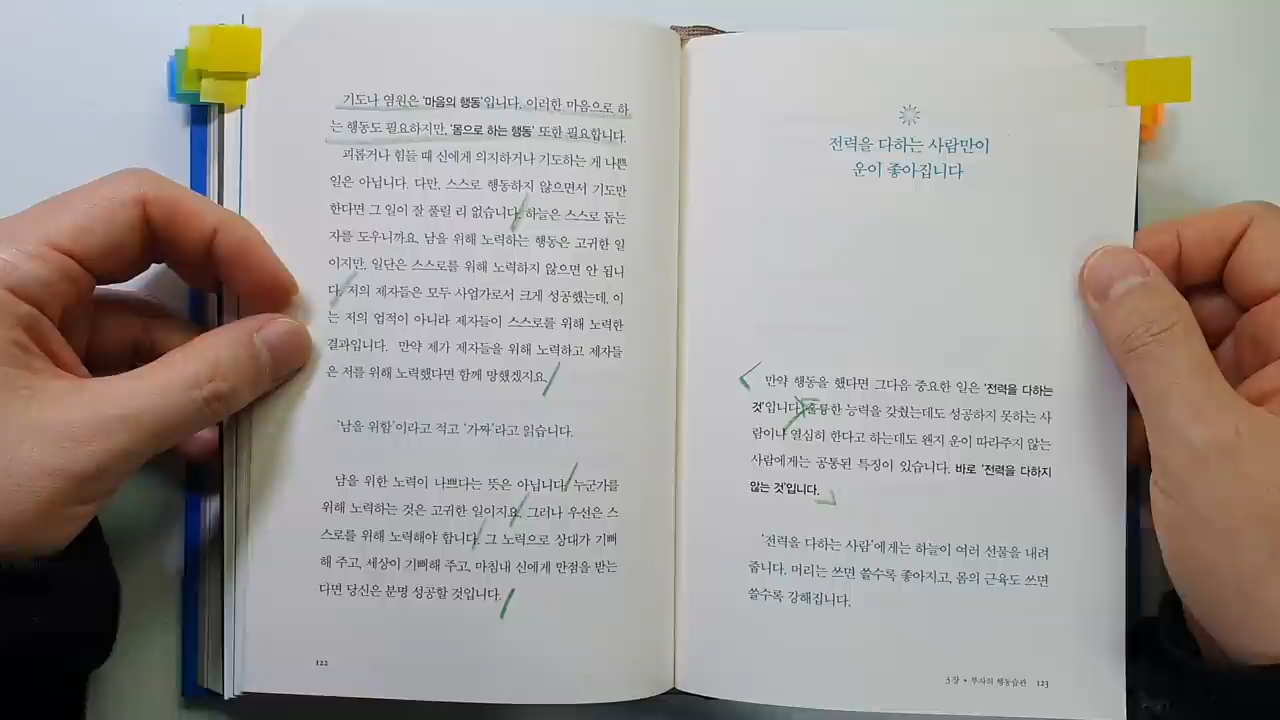 기도나 염원은 '마음의 행동'입니다. 이러한 마음으로 하
는 행동도 필요하지만, '몸으로 하는 행동' 또한 필요합니다.
괴롭거나 힘들 때 신에게 의지하거나 기도하는 게 나쁜
일은 아닙니다. 다만, 스스로 행동하지 않으면서 기도만
한다면 그 일이 잘 풀릴 리 없습니다. 하늘은 스스로 돕는
자를 도우니까요. 남을 위해 노력하는 행동은 고귀한 일
이지만, 일단은 스스로를 위해 노력하지 않으면 안 됩니
다. 저의 제자들은 모두 사업가로서 크게 성공했는데, 이
는 저의 업적이 아니라 제자들이 스스로를 위해 노력한
결과입니다. 만약 제가 제자들을 위해 노력하고 제자들
은 저를 위해 노력했다면 함께 망했겠지요.
'남을 위함'이라고 적고 '가짜'라고 읽습니다.
남을 위한 노력이 나쁘다는 뜻은 아닙니다. 누군가를
위해 노력하는 것은 고귀한 일이지요. 그러나 우선은 스
스로를 위해 노력해야 합니다. 그 노력으로 상대가 기뻐
해 주고, 세상이 기뻐해 주고, 마침내 신에게 만점을 받는
다면 당신은 분명 성공할 것입니다.
122
전력을 다하는 사람만이
운이 좋아집니다
만약 행동을 했다면 그다음 중요한 일은 '전력을 다하는
것'입니다. 훌륭한 능력을 갖췄는데도 성공하지 못하는 사
람이나 열심히 한다고 하는데도 왠지 운이 따라주지 않는
사람에게는 공통된 특징이 있습니다. 바로 '전력을 다하지
않는 것'입니다.
'전력을 다하는 사람'에게는 하늘이 여러 선물을 내려
줍니다. 머리는 쓰면 쓸수록 좋아지고, 몸의 근육도 쓰면
쓸수록 강해집니다.
3장 • 부자의 행동습관 123